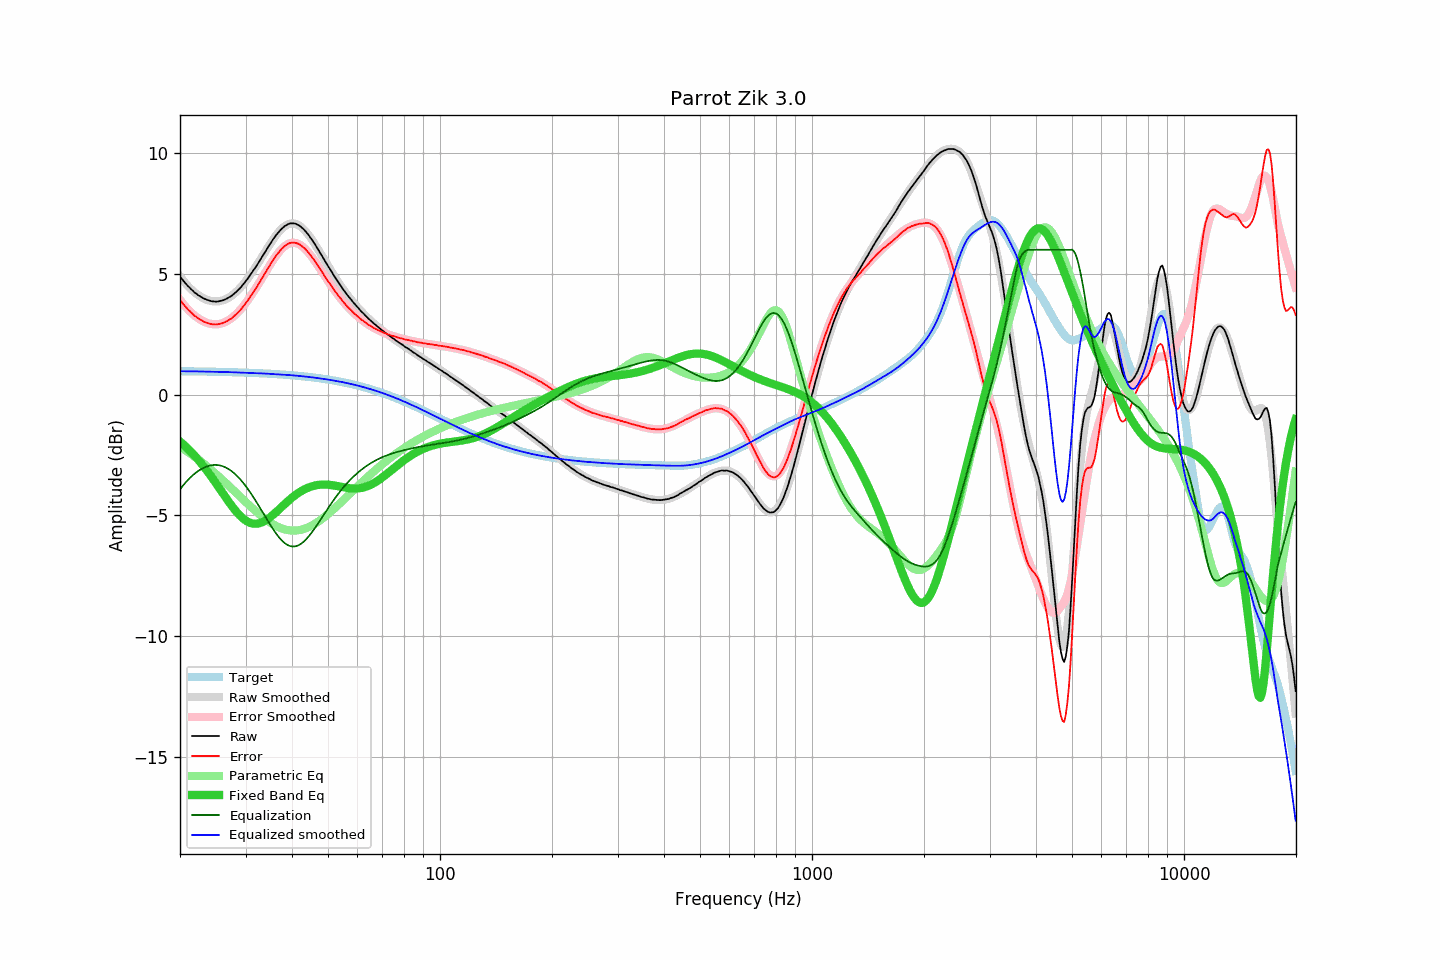 Parrot Zik 3.0
10
5
0
−5
−10
−15
Amplitude (dBr)
Target
Raw Smoothed
Error Smoothed
Raw
Error
Parametric Eq
Fixed Band Eq
Equalization
Equalized smoothed
100 1000 10000
Frequency (Hz)